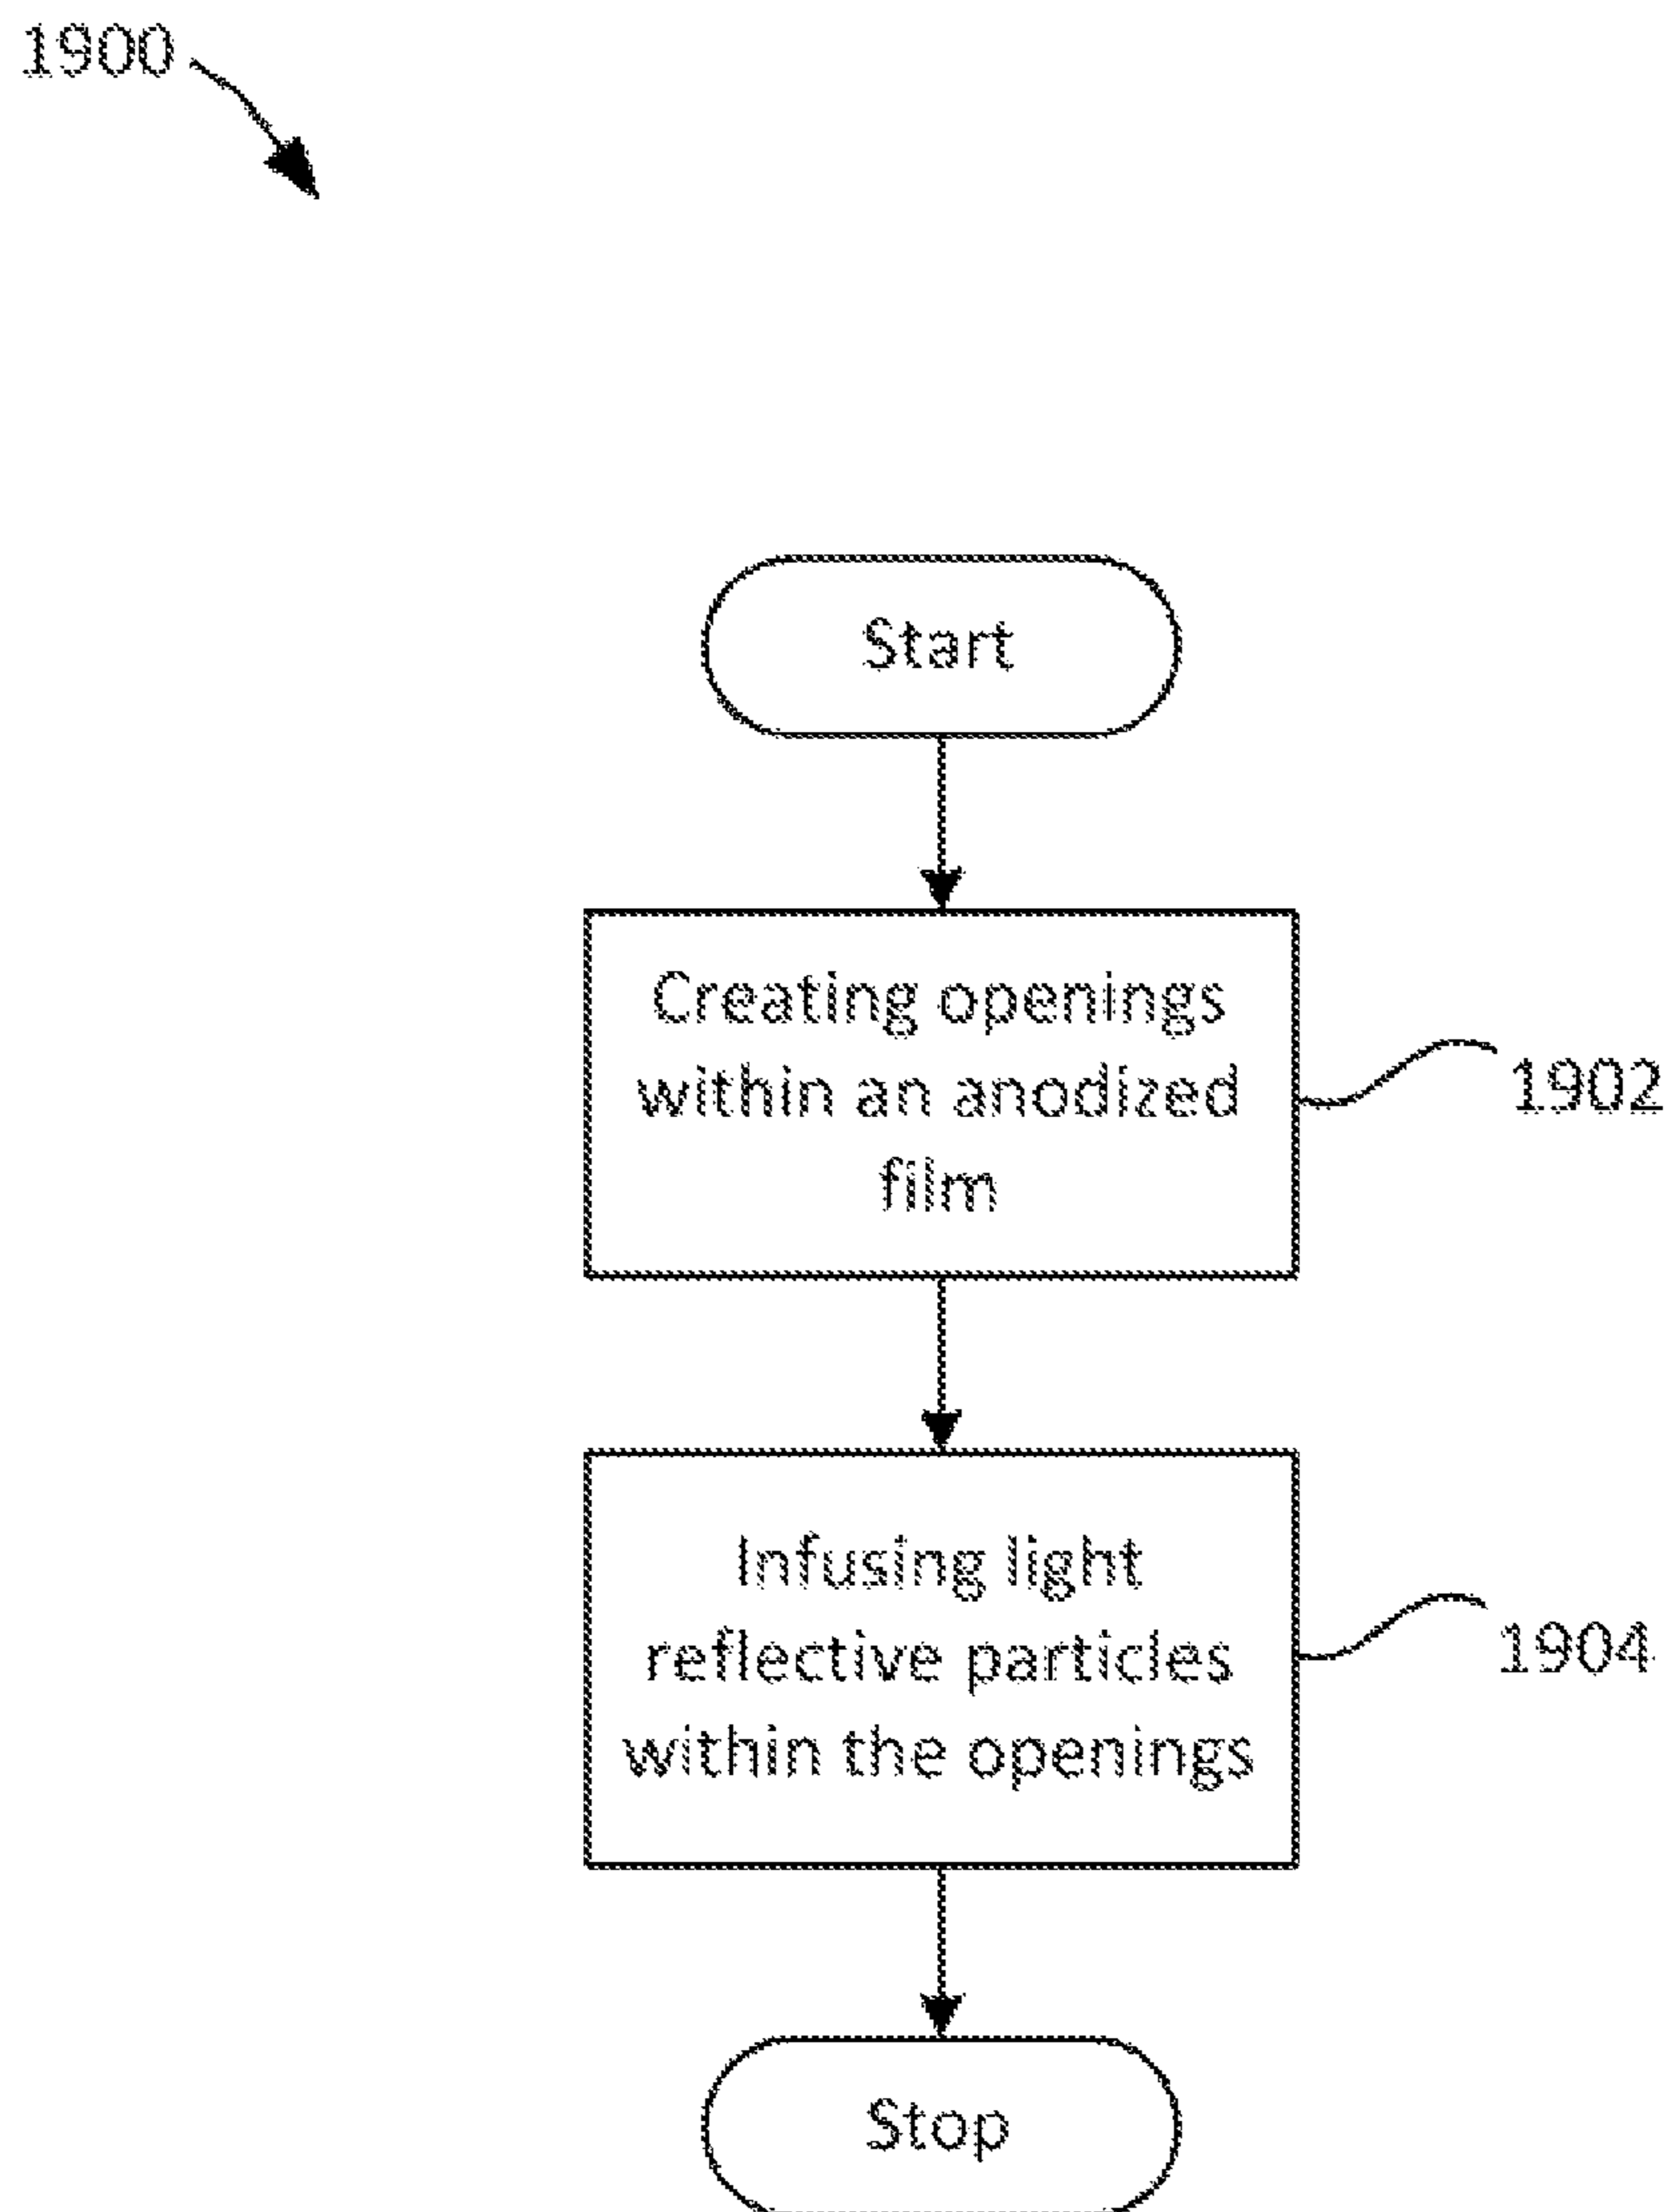 1900
Start
Creating openings
within an anodized
film
1902
Infusing light
reflective particles
within the openings
1904
Stop